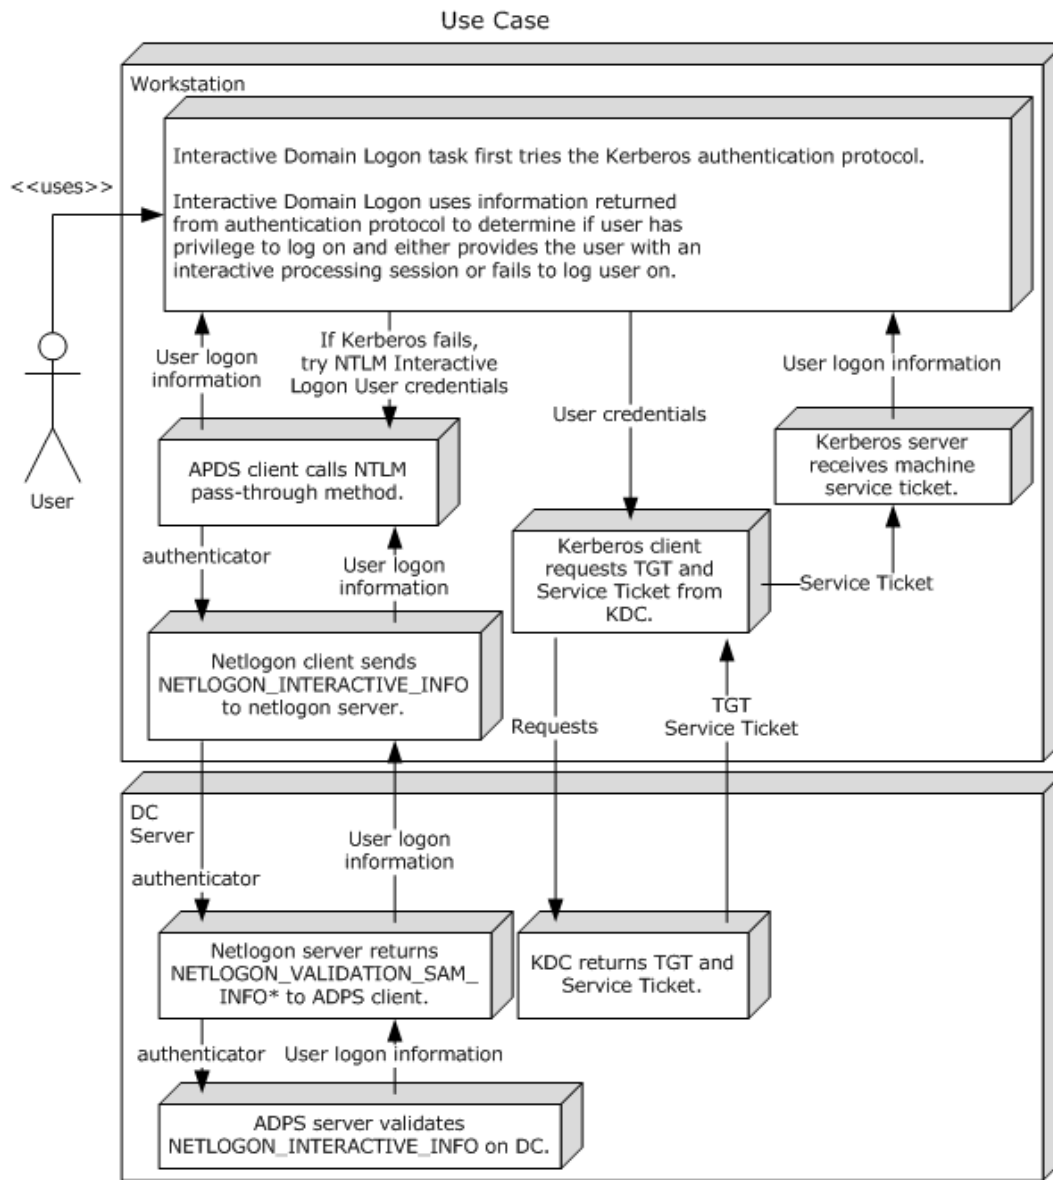 Use Case
Workstation
Interactive Domain Logon task first tries the Kerberos authentication protocol.
Interactive Domain Logon uses information returned
from authentication protocol to determine if user has
privilege to log on and either provides the user with an
interactive processing session or fails to log user on.
<<uses>>
User
User logon
information
If Kerberos fails,
try NTLM Interactive
Logon User credentials
User credentials
User logon information
APDS client calls NTLM
pass-through method.
Kerberos server
receives machine
service ticket.
authenticator
User logon
information
Kerberos client
requests TGT and
Service Ticket from
KDC.
Service Ticket
Netlogon client sends
NETLOGON_INTERACTIVE_INFO
to netlogon server.
Requests
TGT
Service Ticket
DC
Server
authenticator
User logon
information
Netlogon server returns
NETLOGON_VALIDATION_SAM_
INFO* to ADPS client.
KDC returns TGT and
Service Ticket.
authenticator
User logon information
ADPS server validates
NETLOGON_INTERACTIVE_INFO on DC.